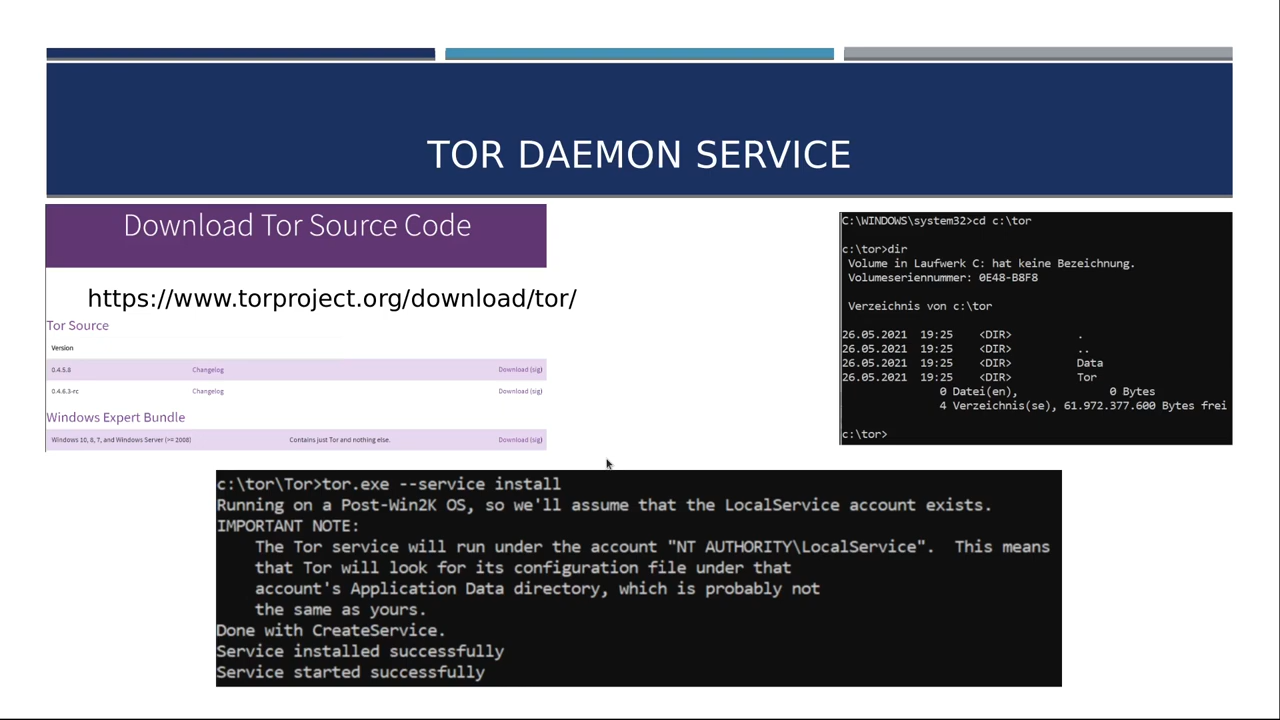 TOR DAEMON SERVICE
Download Tor Source Code
https://www.torproject.org/download/tor/
Tor Source
Version
0.4.5.8 Changelog Download (sig)
0.4.6.3-rc Changelog Download (sig)
Windows Expert Bundle
Windows 10, 8, 7, and Windows Server (>= 2008) Contains just Tor and nothing else. Download (sig)
C:\WINDOWS\system32>cd c:\tor
c:\tor>dir
Volume in Laufwerk C: hat keine Bezeichnung.
Volumeseriennummer: 0E48-B8F8
Verzeichnis von c:\tor
26.05.2021 19:25 <DIR> .
26.05.2021 19:25 <DIR> ..
26.05.2021 19:25 <DIR> Data
26.05.2021 19:25 <DIR> Tor
0 Datei(en), 0 Bytes
4 Verzeichnis(se), 61.972.377.600 Bytes frei
c:\tor>
c:\tor\Tor>tor.exe --service install
Running on a Post-Win2K OS, so we'll assume that the LocalService account exists.
IMPORTANT NOTE:
The Tor service will run under the account "NT AUTHORITY\LocalService". This means
that Tor will look for its configuration file under that
account's Application Data directory, which is probably not
the same as yours.
Done with CreateService.
Service installed successfully
Service started successfully